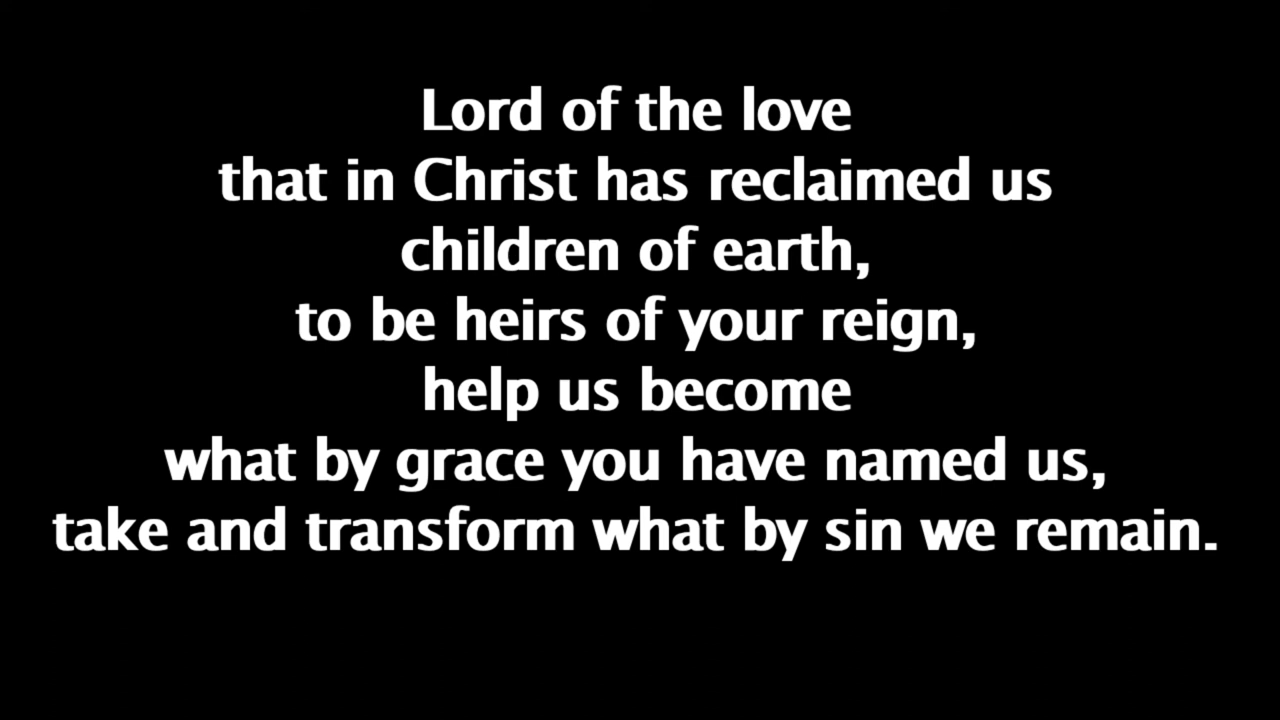 Lord of the love
that in Christ has reclaimed us
children of earth,
to be heirs of your reign,
help us become
what by grace you have named us,
take and transform what by sin we remain.